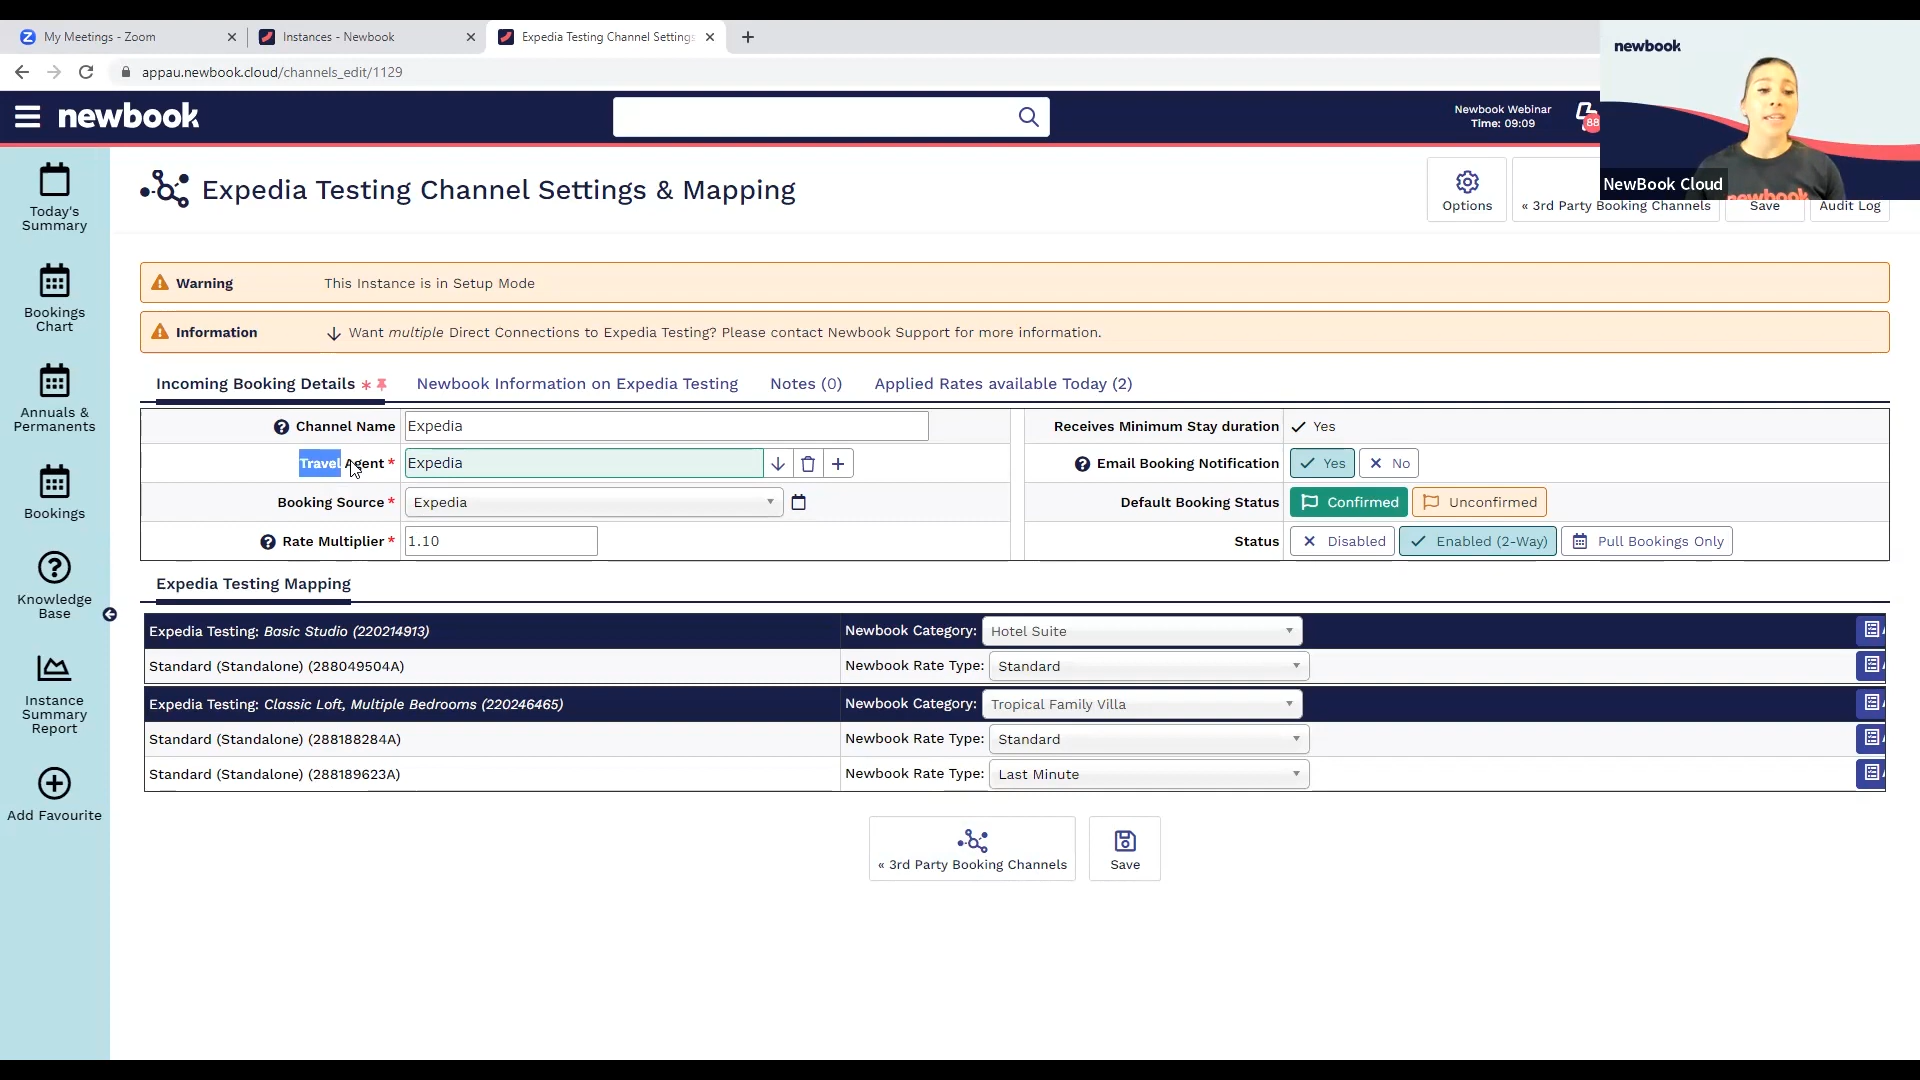 My Meetings - Zoom
Instances - Newbook
Expedia Testing Channel Settings
appau.newbook.cloud/channels_edit/1129
newbook
newbook
Newbook Webinar
Time: 09:09
88
newbook
NewBook Cloud
Expedia Testing Channel Settings & Mapping
Options
« 3rd Party Booking Channels
Save
Audit Log
Today's Summary
Bookings Chart
Annuals & Permanents
Bookings
Knowledge Base
Instance Summary Report
Add Favourite
Warning This Instance is in Setup Mode
Information Want multiple Direct Connections to Expedia Testing? Please contact Newbook Support for more information.
Incoming Booking Details * Newbook Information on Expedia Testing Notes (0) Applied Rates available Today (2)
Channel Name Expedia
Receives Minimum Stay duration Yes
Travel Agent * Expedia
Email Booking Notification Yes No
Booking Source * Expedia
Default Booking Status Confirmed Unconfirmed
Rate Multiplier * 1.10
Status Disabled Enabled (2-Way) Pull Bookings Only
Expedia Testing Mapping
Expedia Testing: Basic Studio (220214913) Newbook Category: Hotel Suite
Standard (Standalone) (288049504A) Newbook Rate Type: Standard
Expedia Testing: Classic Loft, Multiple Bedrooms (220246465) Newbook Category: Tropical Family Villa
Standard (Standalone) (288188284A) Newbook Rate Type: Standard
Standard (Standalone) (288189623A) Newbook Rate Type: Last Minute
« 3rd Party Booking Channels
Save